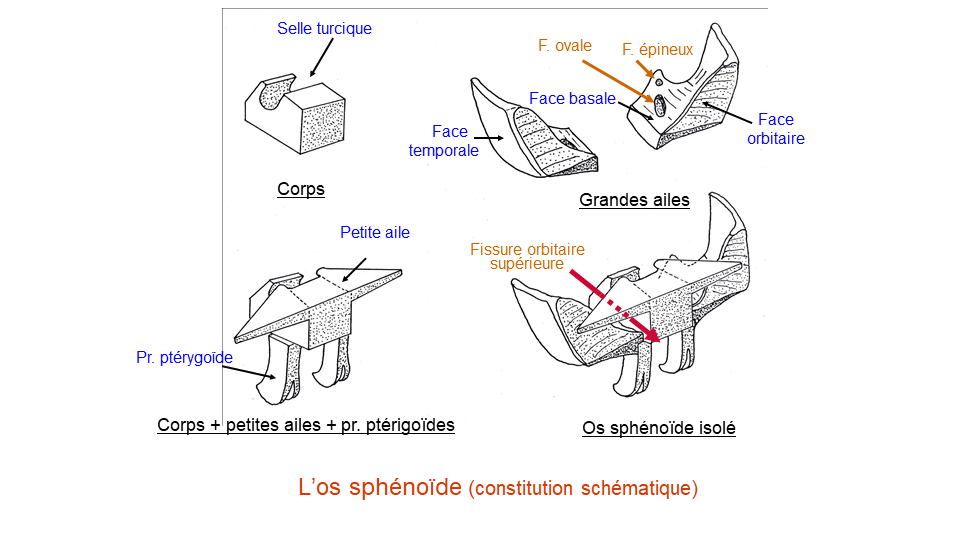 Selle turcique
Corps
F. ovale
F. épineux
Face basale
Face
temporale
Face
orbitaire
Grandes ailes
Petite aile
Pr. ptérygoïde
Corps + petites ailes + pr. ptérigoïdes
Fissure orbitaire
supérieure
Os sphénoïde isolé
L’os sphénoïde (constitution schématique)